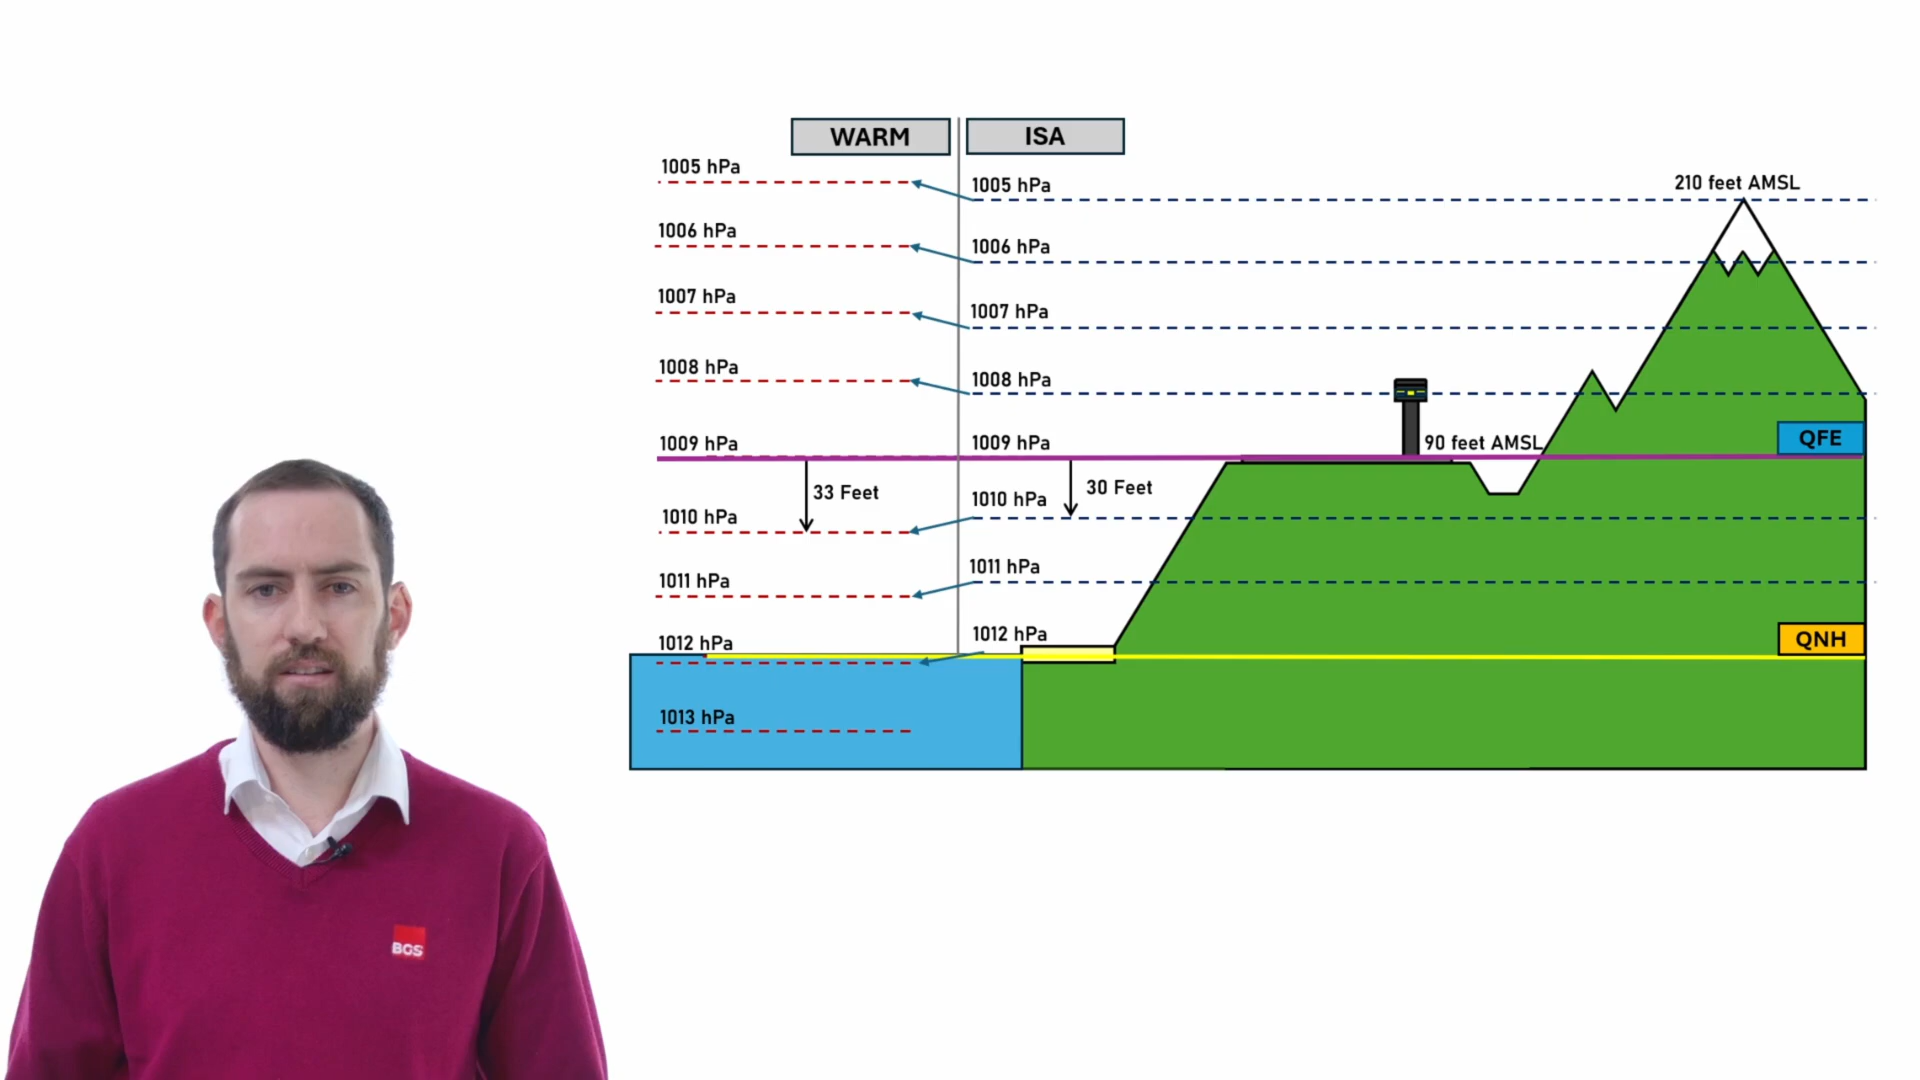 WARM
ISA
1005 hPa
1005 hPa
210 feet AMSL
1006 hPa
1006 hPa
1007 hPa
1007 hPa
1008 hPa
1008 hPa
1009 hPa
1009 hPa
90 feet AMSL
QFE
33 Feet
30 Feet
1010 hPa
1010 hPa
1011 hPa
1011 hPa
1012 hPa
1012 hPa
QNH
1013 hPa
BGS